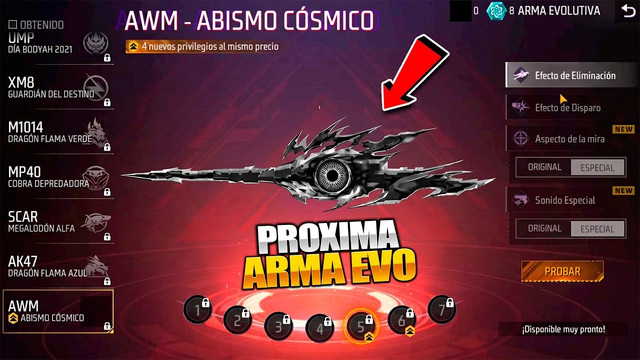 OBTENIDO
AWM - ABISMO CÓSMICO
4 nuevos privilegios al mismo precio
0
8 ARMA EVOLUTIVA
UMP
DÍA BODYAH 2021
XM8
GUARDIÁN DEL DESTINO
M1014
DRAGÓN FLAMA VERDE
MP40
COBRA DEPREDADORA
SCAR
MEGALODÓN ALFA
AK47
DRAGÓN FLAMA AZUL
AWM
ABISMO CÓSMICO
Efecto de Eliminación
Efecto de Disparo
NEW
Aspecto de la mira
ORIGINAL ESPECIAL
NEW
Sonido Especial
ORIGINAL ESPECIAL
PROBAR
¡Disponible muy pronto!
PROXIMA
ARMA EVO
1 2 3 4 5 6 7